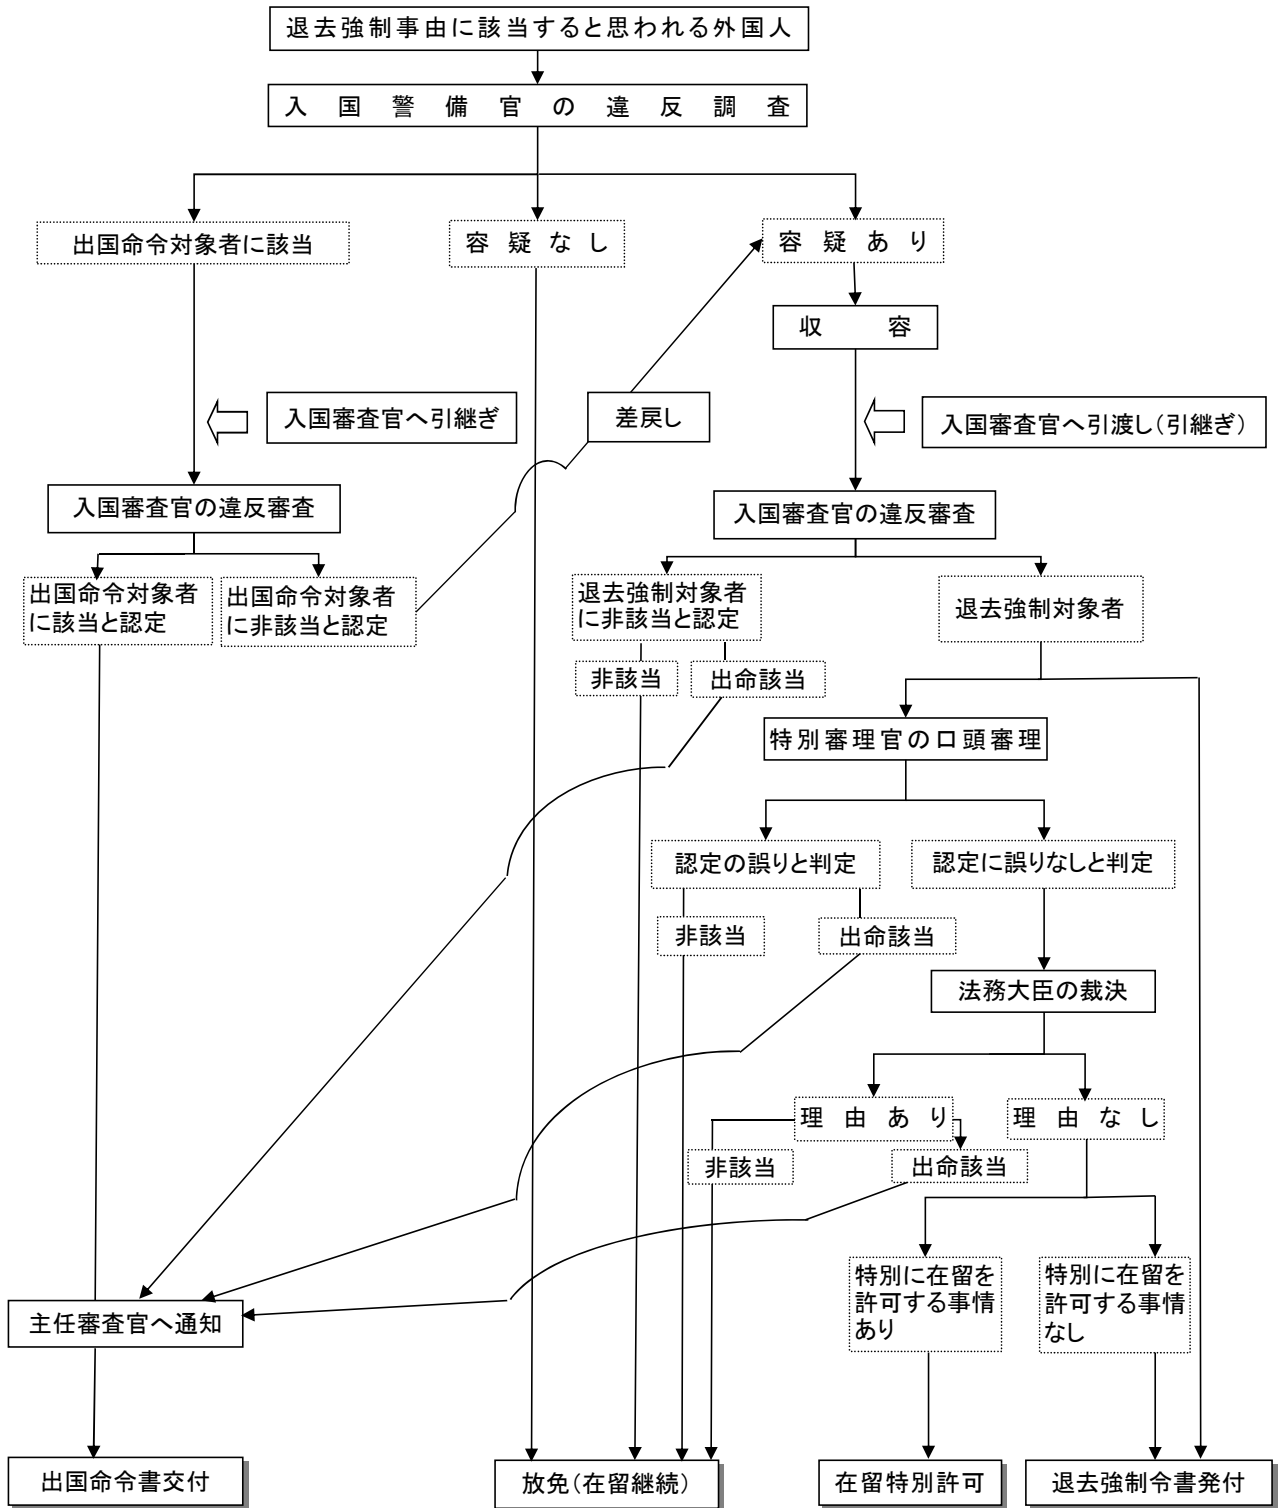 退去強制事由に該当すると思われる外国人
入国警備官の違反調査
出国命令対象者に該当
容疑なし
容疑あり
収容
入国審査官へ引継ぎ
差戻し
入国審査官へ引渡し(引継ぎ)
入国審査官の違反審査
入国審査官の違反審査
出国命令対象者
に該当と認定
出国命令対象者
に非該当と認定
退去強制対象者
に非該当と認定
退去強制対象者
非該当
出命該当
特別審理官の口頭審理
認定の誤りと判定
認定に誤りなしと判定
非該当
出命該当
法務大臣の裁決
理由あり
理由なし
非該当
出命該当
特別に在留を
許可する事情
あり
特別に在留を
許可する事情
なし
主任審査官へ通知
出国命令書交付
放免(在留継続)
在留特別許可
退去強制令書発付